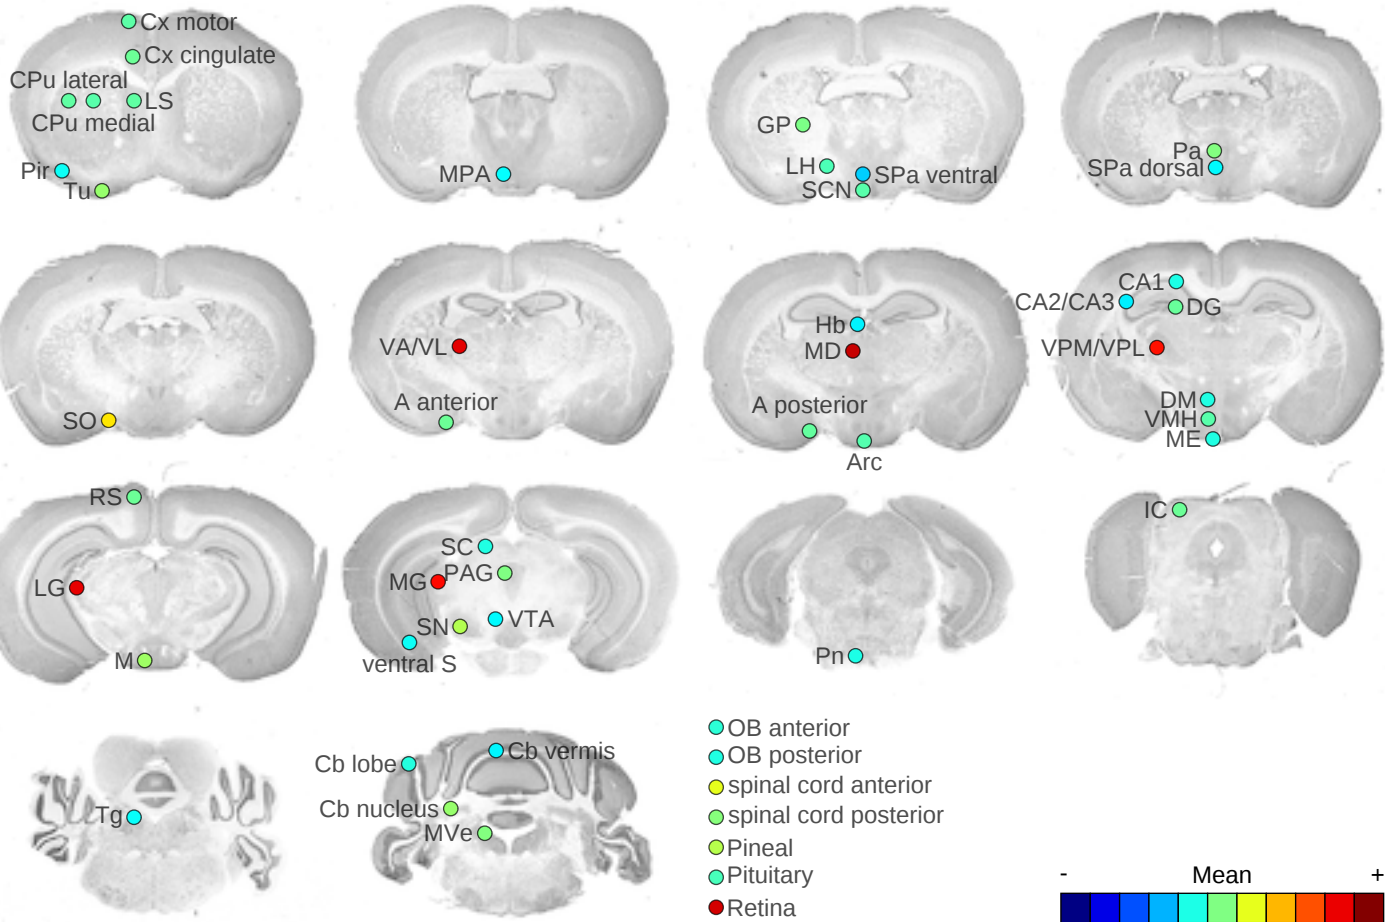 Cx motor
Cx cingulate
CPu lateral
LS
CPu medial
Pir
Tu
MPA
GP
LH
SPa ventral
SCN
Pa
SPa dorsal
SO
VA/VL
A anterior
Hb
MD
A posterior
Arc
CA1
CA2/CA3
DG
VPM/VPL
DM
VMH
ME
RS
LG
M
SC
MG
PAG
SN
VTA
ventral S
Pn
IC
Tg
Cb lobe
Cb vermis
Cb nucleus
MVe
OB anterior
OB posterior
spinal cord anterior
spinal cord posterior
Pineal
Pituitary
Retina
- Mean +